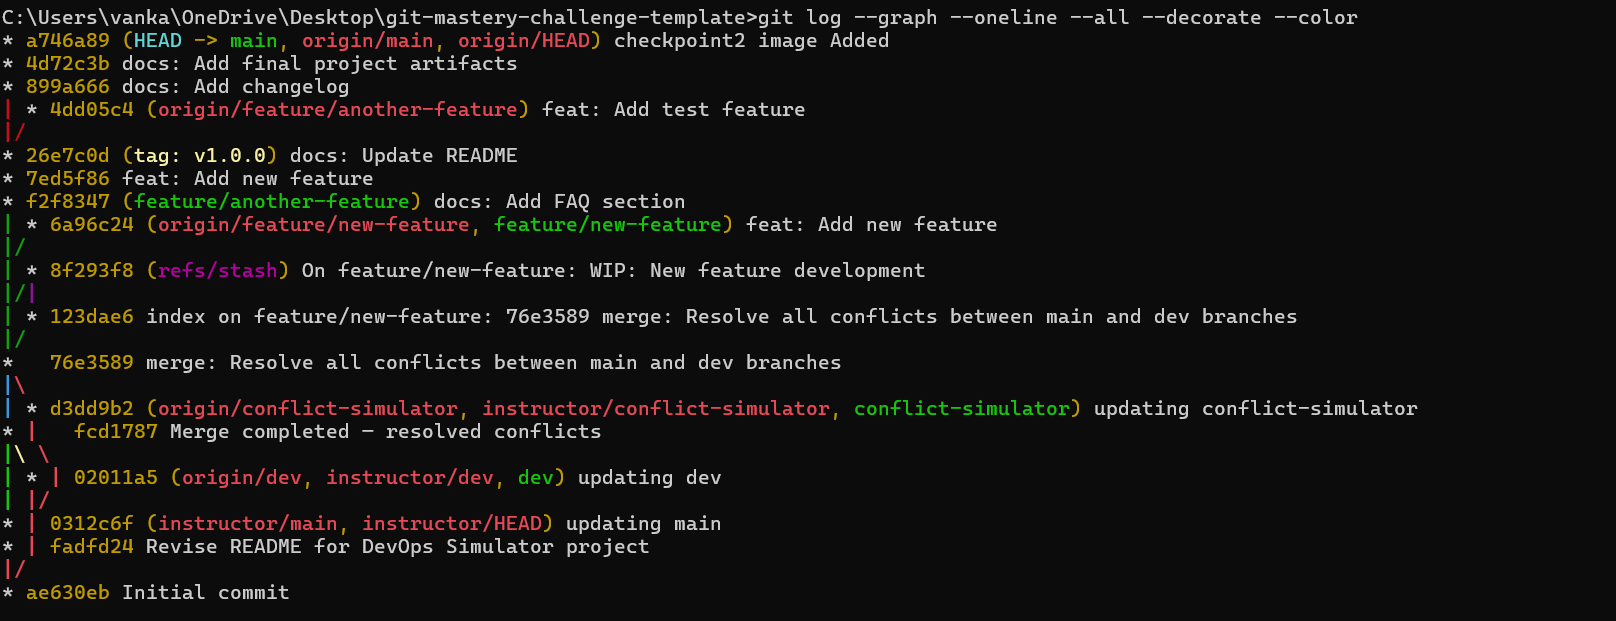 C:\Users\vanka\OneDrive\Desktop\git-mastery-challenge-template>git log --graph --oneline --all --decorate --color
* a746a89 (HEAD -> main, origin/main, origin/HEAD) checkpoint2 image Added
* 4d72c3b docs: Add final project artifacts
* 899a666 docs: Add changelog
| * 4dd05c4 (origin/feature/another-feature) feat: Add test feature
|/
* 26e7c0d (tag: v1.0.0) docs: Update README
* 7ed5f86 feat: Add new feature
* f2f8347 (feature/another-feature) docs: Add FAQ section
| * 6a96c24 (origin/feature/new-feature, feature/new-feature) feat: Add new feature
|/
| * 8f293f8 (refs/stash) On feature/new-feature: WIP: New feature development
|/|
| * 123dae6 index on feature/new-feature: 76e3589 merge: Resolve all conflicts between main and dev branches
|/
*   76e3589 merge: Resolve all conflicts between main and dev branches
|\
| * d3dd9b2 (origin/conflict-simulator, instructor/conflict-simulator, conflict-simulator) updating conflict-simulator
* |   fcd1787 Merge completed — resolved conflicts
|\ \
| * | 02011a5 (origin/dev, instructor/dev, dev) updating dev
| |/
* | 0312c6f (instructor/main, instructor/HEAD) updating main
* | fadfd24 Revise README for DevOps Simulator project
|/
* ae630eb Initial commit